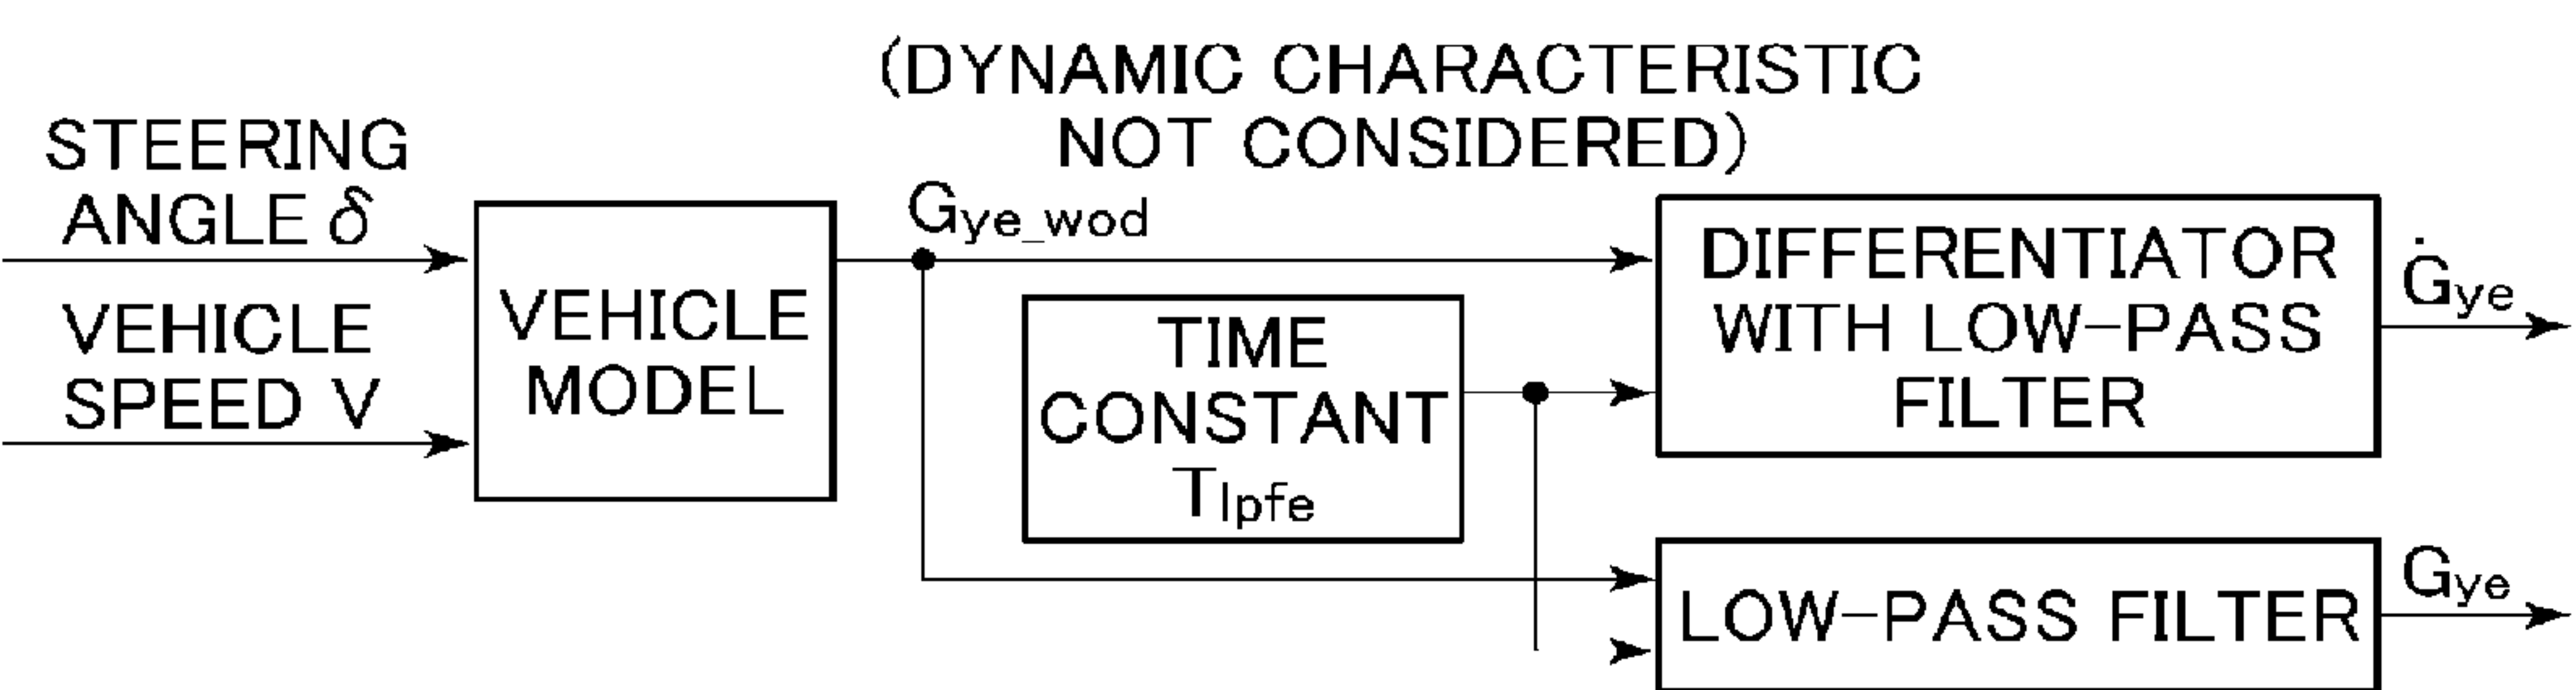 (DYNAMIC CHARACTERISTIC
NOT CONSIDERED)
STEERING
ANGLE δ
VEHICLE
SPEED V
VEHICLE
MODEL
Gye_wod
TIME
CONSTANT
Tlpfe
DIFFERENTIATOR
WITH LOW-PASS
FILTER
Ġye
LOW-PASS FILTER
Gye